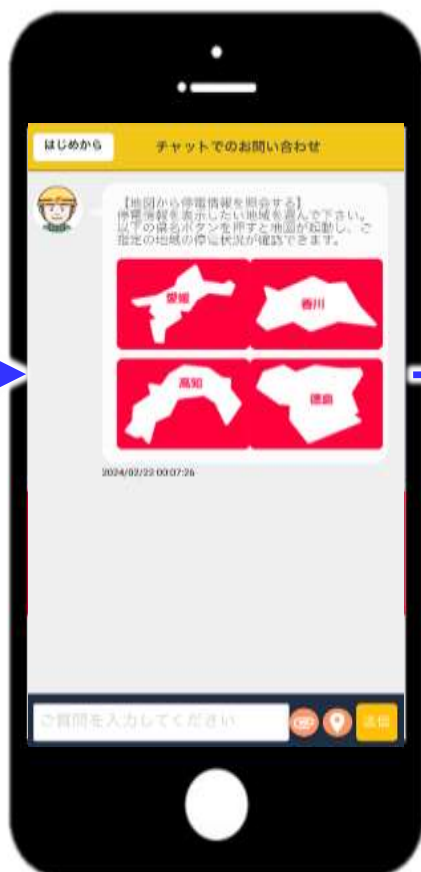 はじめから
チャットでのお問い合わせ
【地図から停電情報を照会する】
停電情報を表示したい地域を選んで下さい。
以下の県名ボタンを押すと地図が起動し、ご
指定の地域の停電状況が確認できます。
愛媛
香川
高知
徳島
2024/02/22 00:07:26
ご質問を入力してください
送信